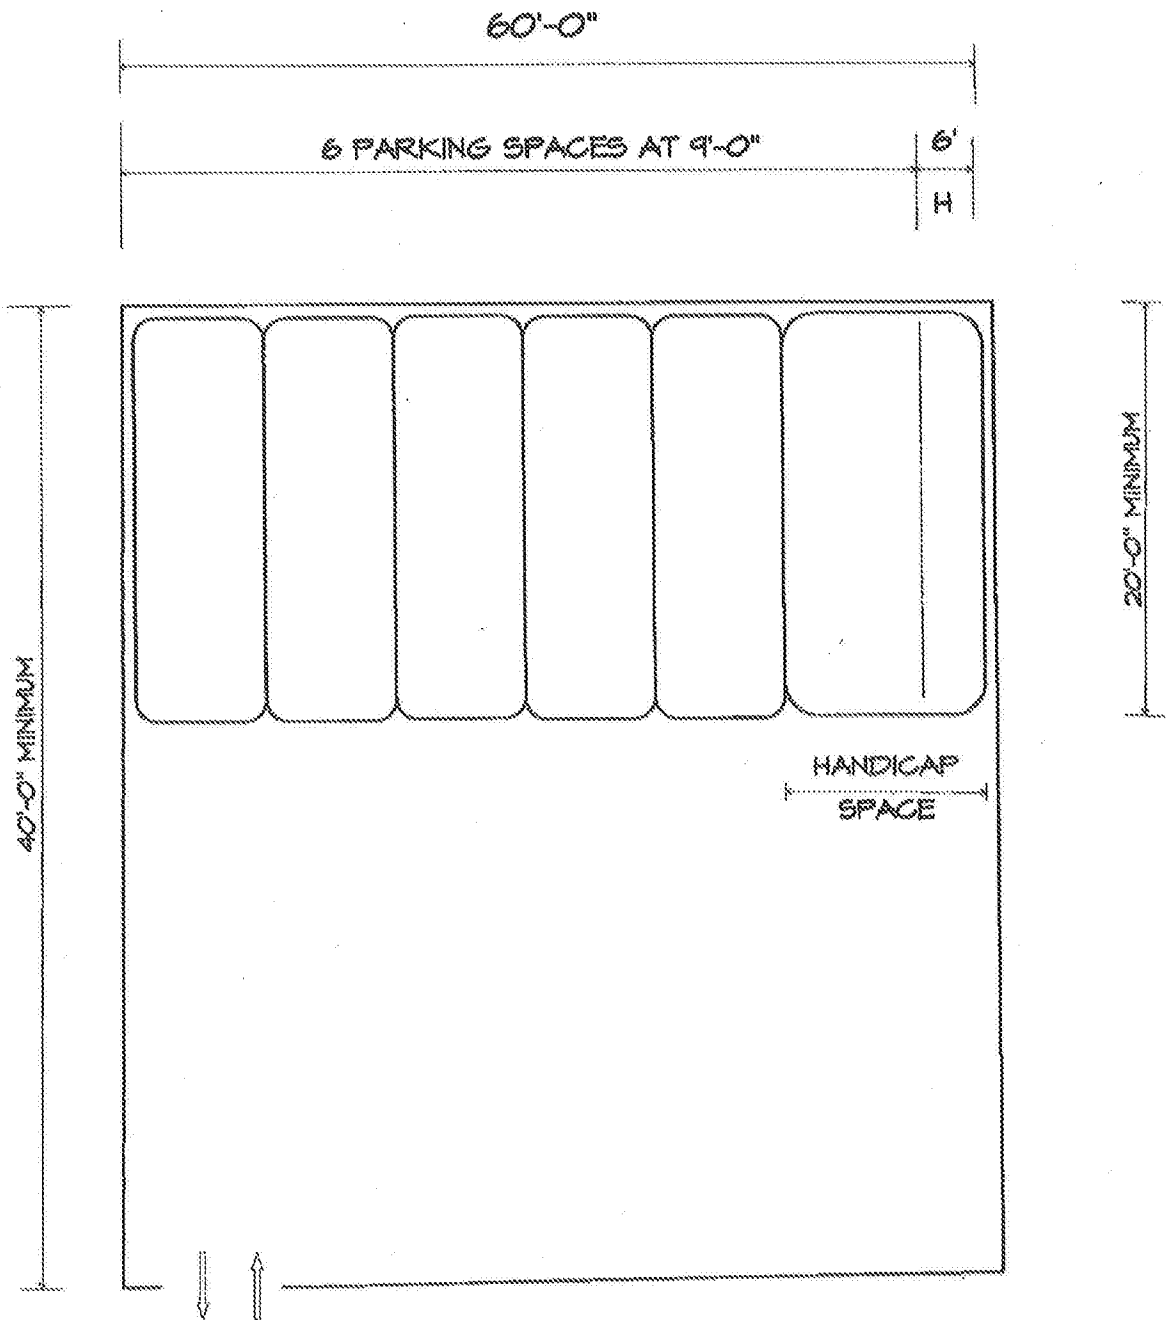 60'-0"
6 PARKING SPACES AT 9'-0"
6'
H
40'-0" MINIMUM
20'-0" MINIMUM
HANDICAP
SPACE